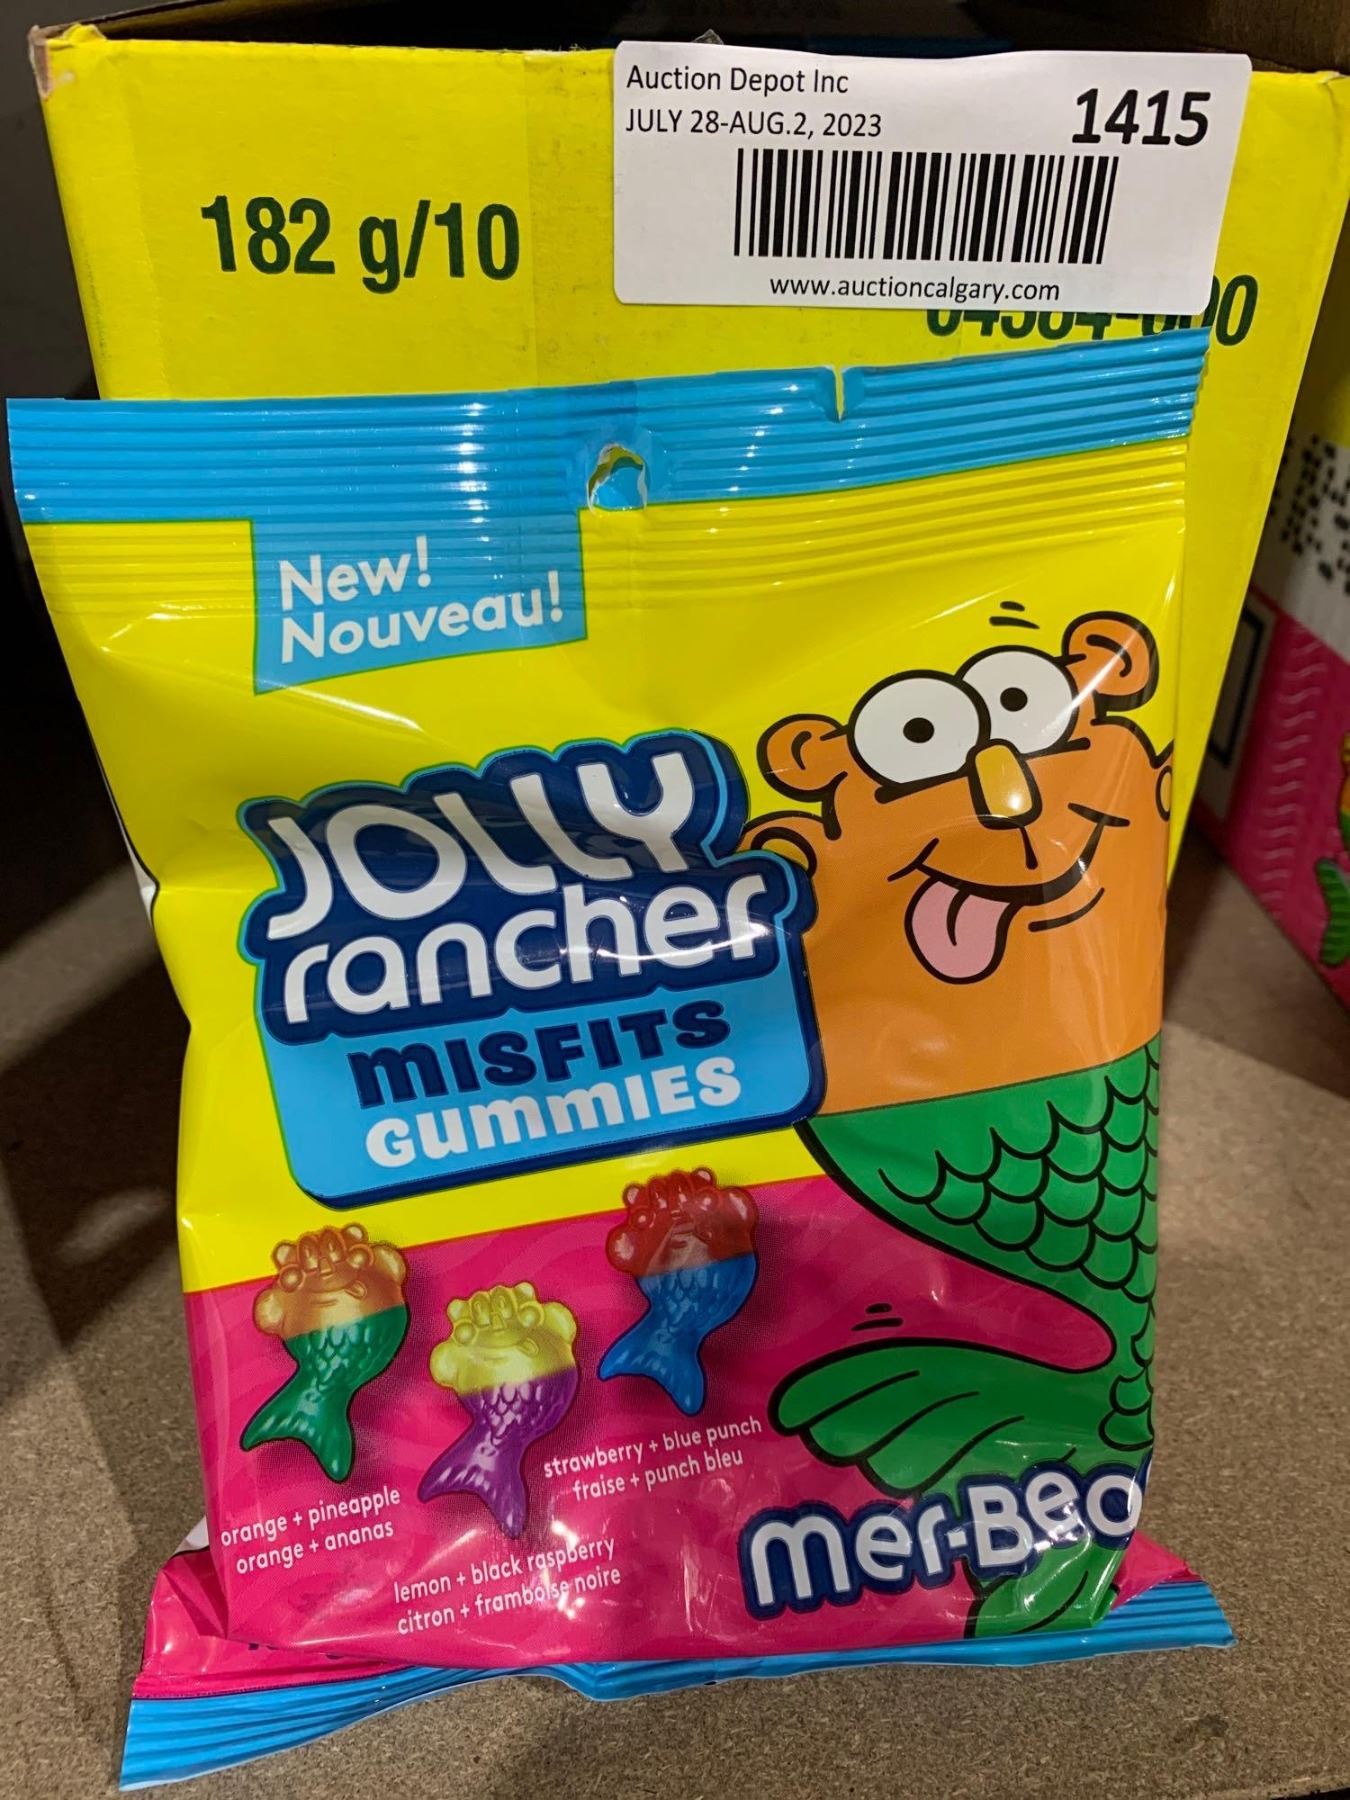 Auction Depot Inc
JULY 28-AUG.2, 2023
1415
www.auctioncalgary.com
182 g/10
New!
Nouveau!
JOLLY
rancher
MISFITS
GUMMIES
orange + pineapple
orange + ananas
lemon + black raspberry
citron + framboise noire
strawberry + blue punch
fraise + punch bleu